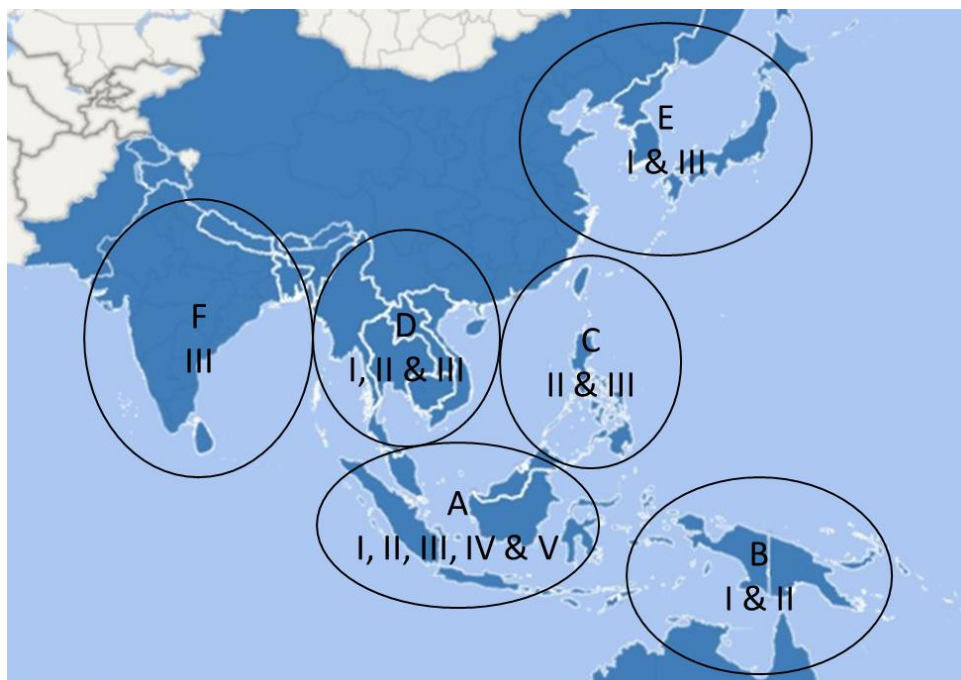 E
I & III
F
III
D
I, II & III
C
II & III
A
I, II, III, IV & V
B
I & II